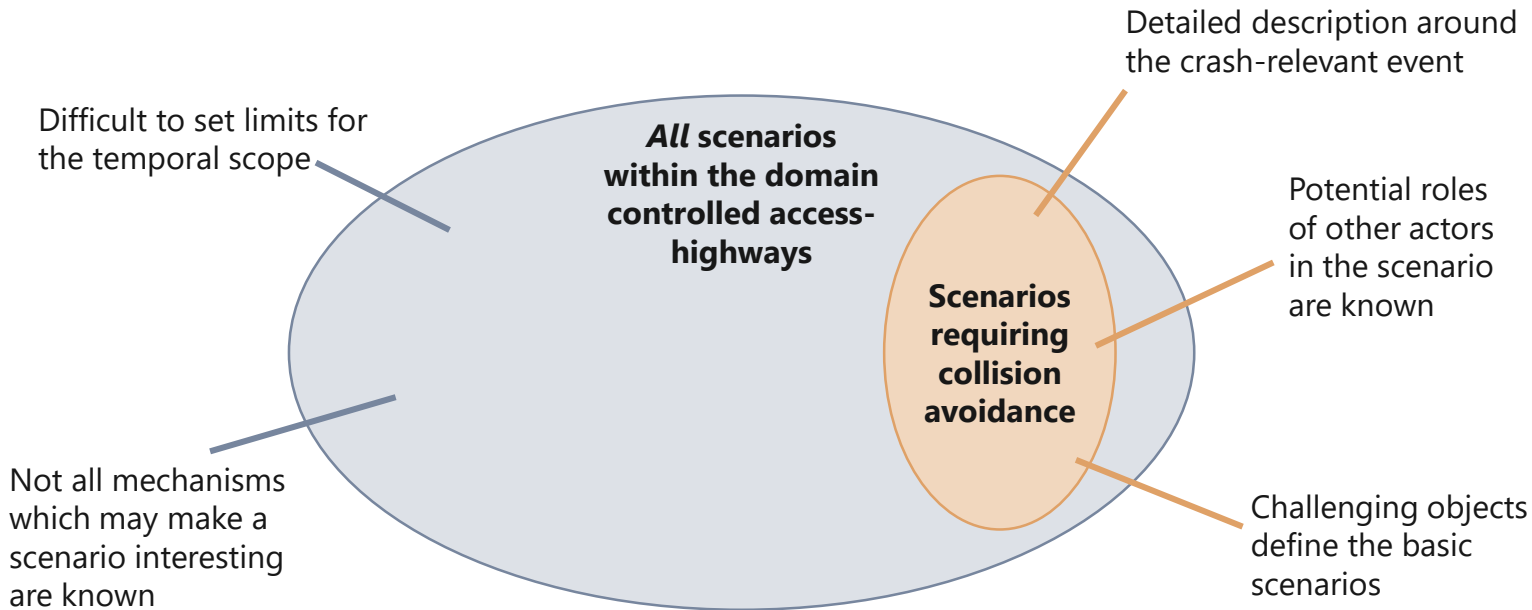 Detailed description around
the crash-relevant event
Difficult to set limits for
the temporal scope
All scenarios
within the domain
controlled access-
highways
Potential roles
of other actors
in the scenario
are known
Scenarios
requiring
collision
avoidance
Not all mechanisms
which may make a
scenario interesting
are known
Challenging objects
define the basic
scenarios